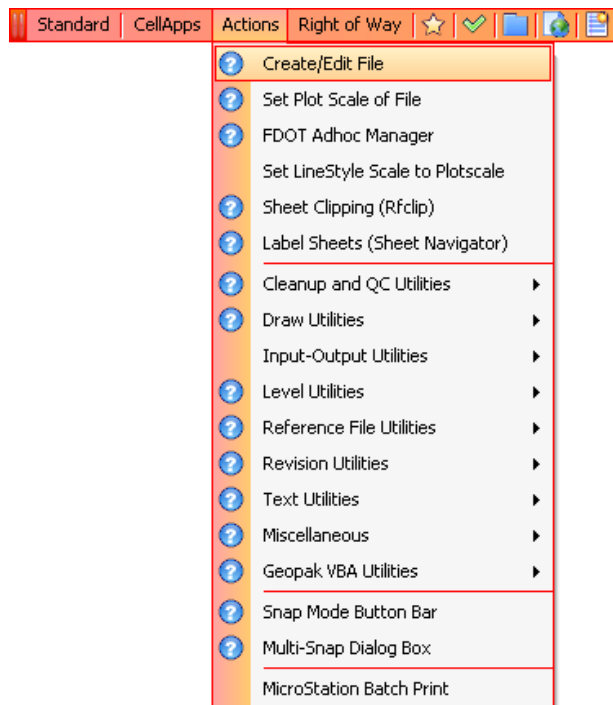 Standard CellApps Actions Right of Way
Create/Edit File
Set Plot Scale of File
FDOT Adhoc Manager
Set LineStyle Scale to Plotscale
Sheet Clipping (Rfclip)
Label Sheets (Sheet Navigator)
Cleanup and QC Utilities
Draw Utilities
Input-Output Utilities
Level Utilities
Reference File Utilities
Revision Utilities
Text Utilities
Miscellaneous
Geopak VBA Utilities
Snap Mode Button Bar
Multi-Snap Dialog Box
MicroStation Batch Print